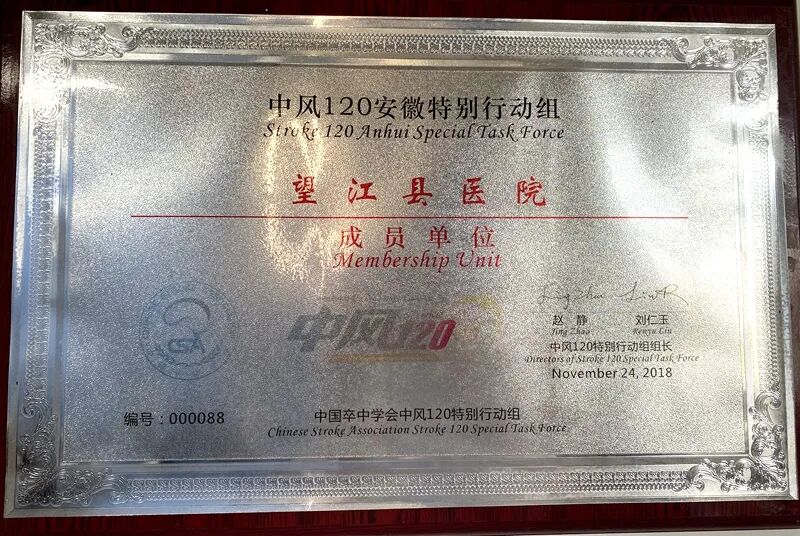 中风120安徽特别行动组
Stroke 120 Anhui Special Task Force
望江县医院
成员单位
Membership Unit
CSA
中风120
赵静 刘仁玉
Jing Zhao Renyu Liu
中风120特别行动组组长
Directors of Stroke 120 Special Task Force
November 24, 2018
编号：000088
中国卒中学会中风120特别行动组
Chinese Stroke Association Stroke 120 Special Task Force